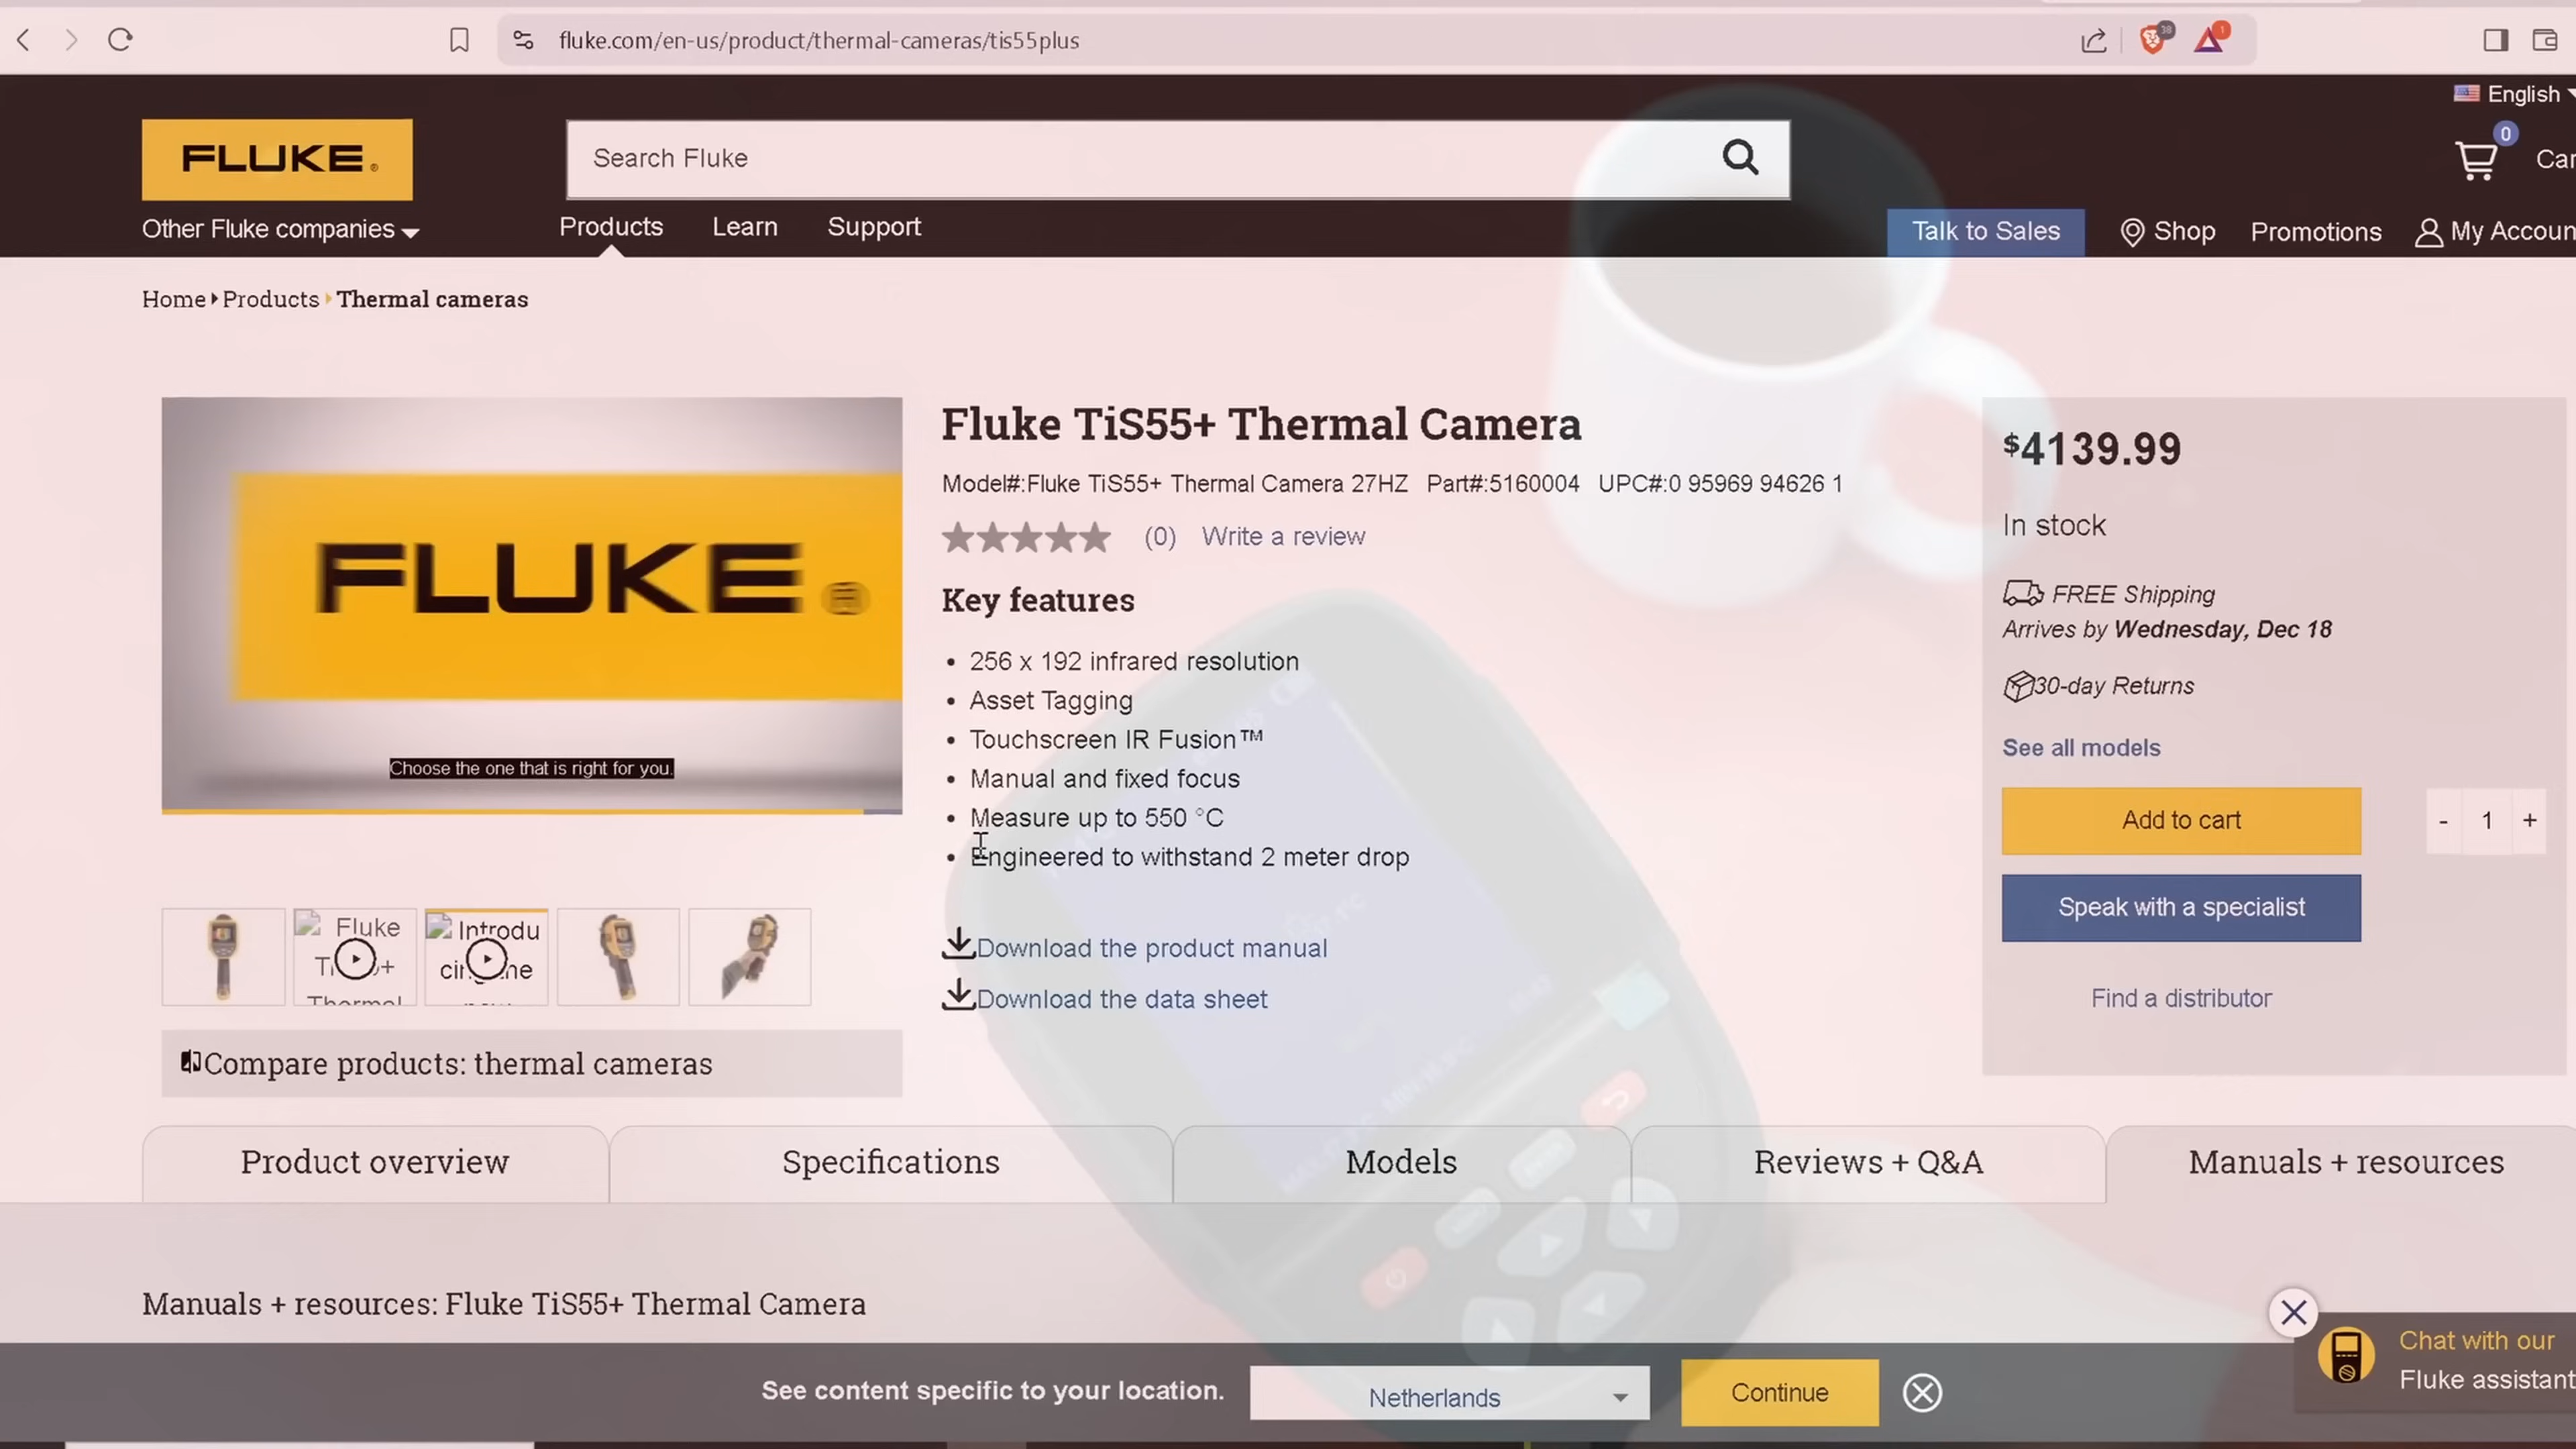 fluke.com/en-us/product/thermal-cameras/tis55plus
38
1
English
FLUKE®
Search Fluke
0
Other Fluke companies
Products
Learn
Support
Talk to Sales
Shop
Promotions
My Accoun
Home
Products
Thermal cameras
FLUKE
Choose the one that is right for you.
Fluke TiS55+ Thermal Camera
Model#:Fluke TiS55+ Thermal Camera 27HZ Part#:5160004 UPC#:0 95969 94626 1
(0) Write a review
Key features
• 256 x 192 infrared resolution
• Asset Tagging
• Touchscreen IR Fusion™
• Manual and fixed focus
• Measure up to 550 °C
• Engineered to withstand 2 meter drop
Download the product manual
Download the data sheet
$4139.99
In stock
FREE Shipping
Arrives by Wednesday, Dec 18
30-day Returns
See all models
Add to cart
- 1 +
Speak with a specialist
Find a distributor
Fluke
Introdu
Compare products: thermal cameras
Product overview
Specifications
Models
Reviews + Q&A
Manuals + resources
Manuals + resources: Fluke TiS55+ Thermal Camera
See content specific to your location.
Netherlands
Continue
Chat with our
Fluke assistant